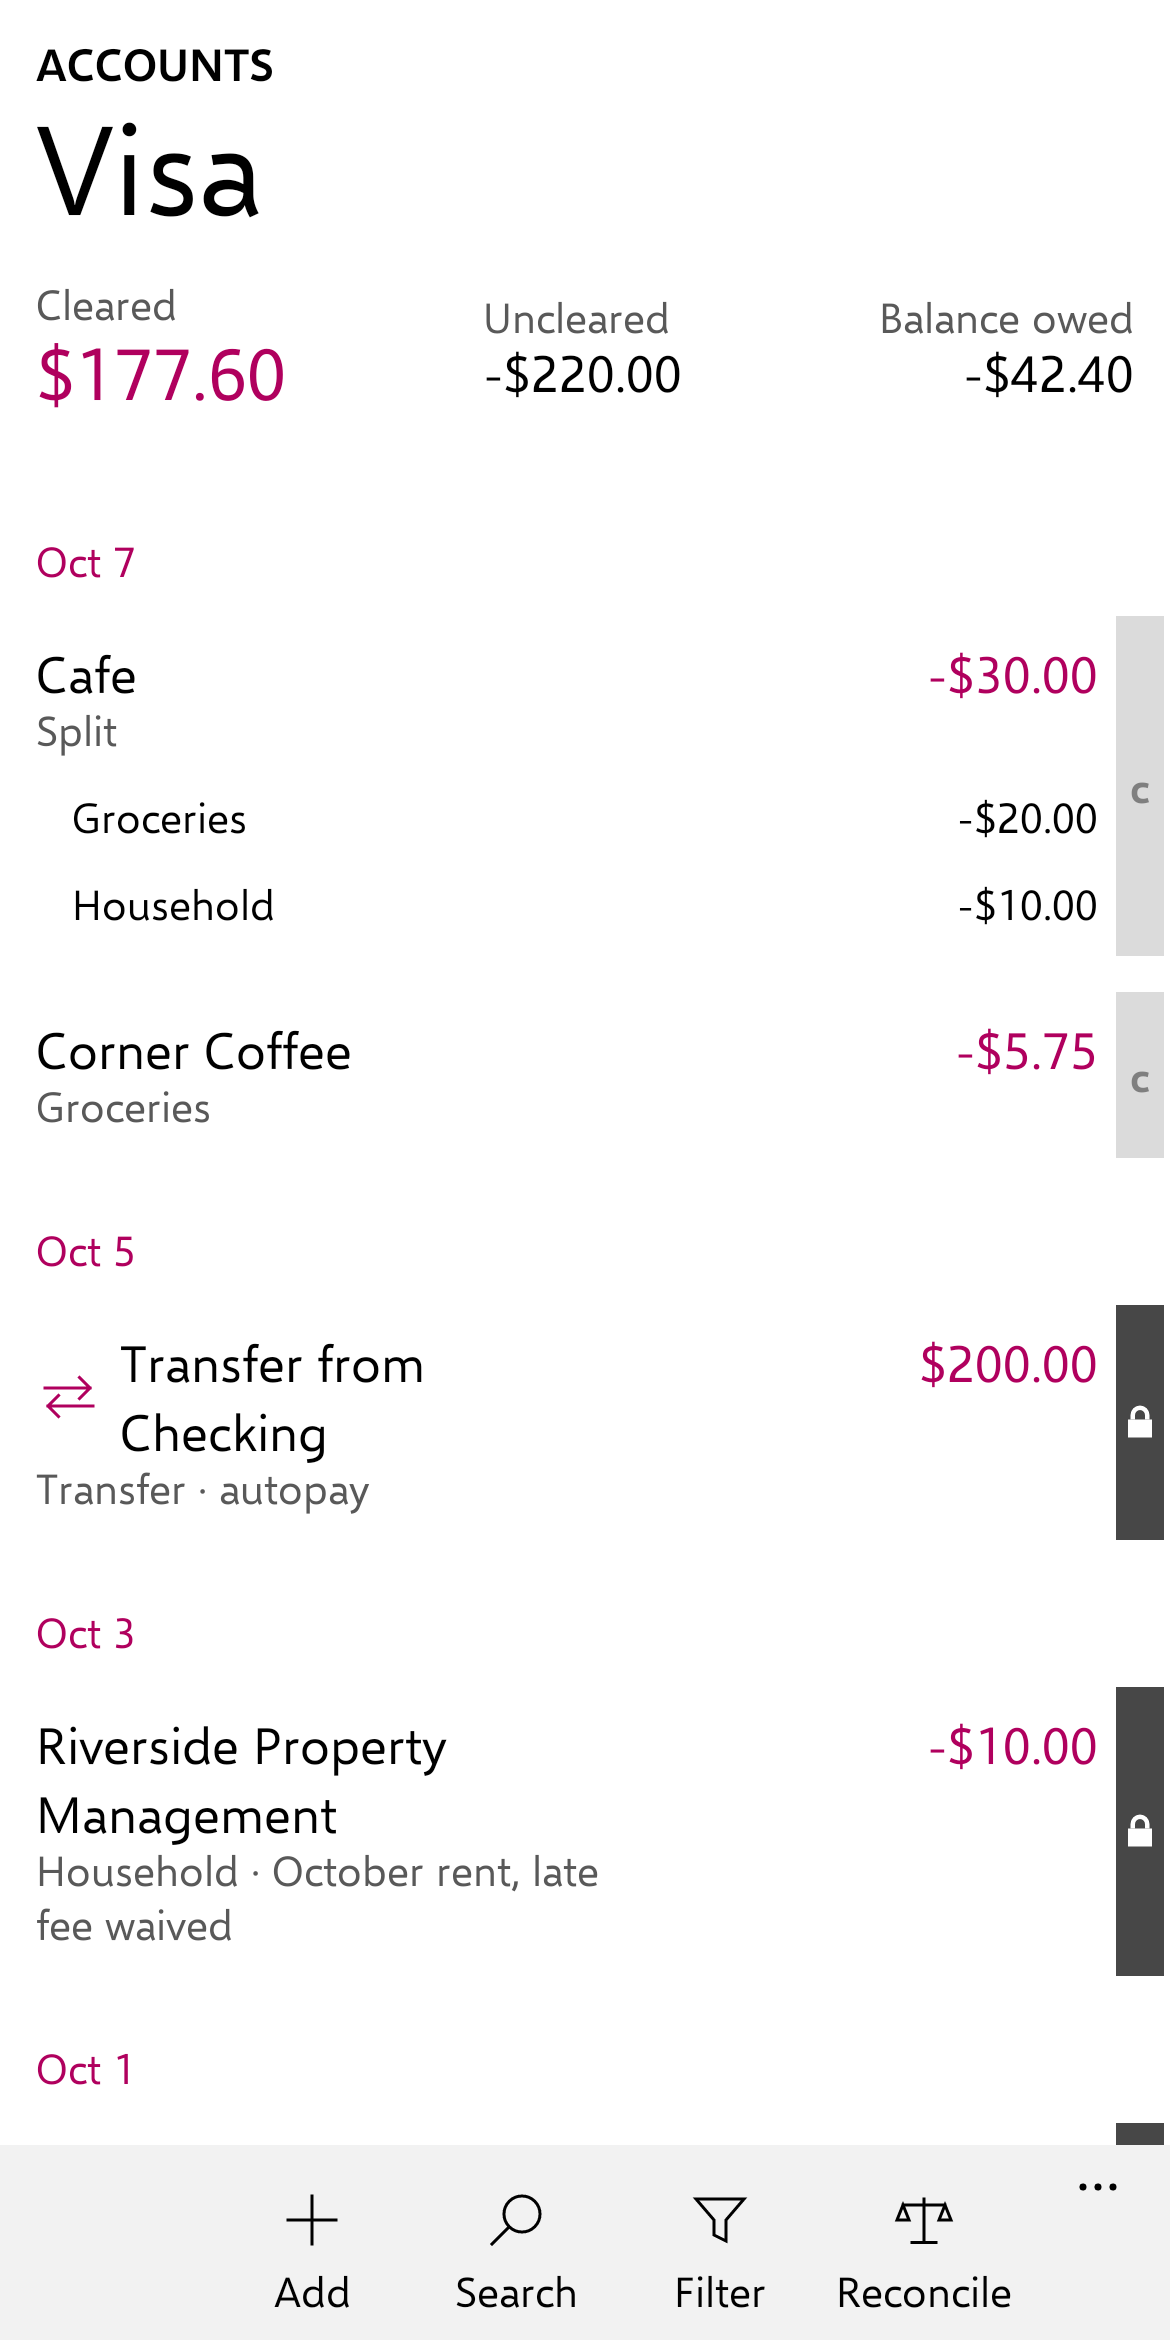 ACCOUNTS
Visa
Cleared
$177.60
Uncleared
-$220.00
Balance owed
-$42.40
Oct 7
Cafe
-$30.00
Split
Groceries
-$20.00
Household
-$10.00
C
Corner Coffee
-$5.75
Groceries
C
Oct 5
Transfer from
Checking
$200.00
Transfer · autopay
Oct 3
Riverside Property
Management
-$10.00
Household · October rent, late
fee waived
Oct 1
Add
Search
Filter
Reconcile